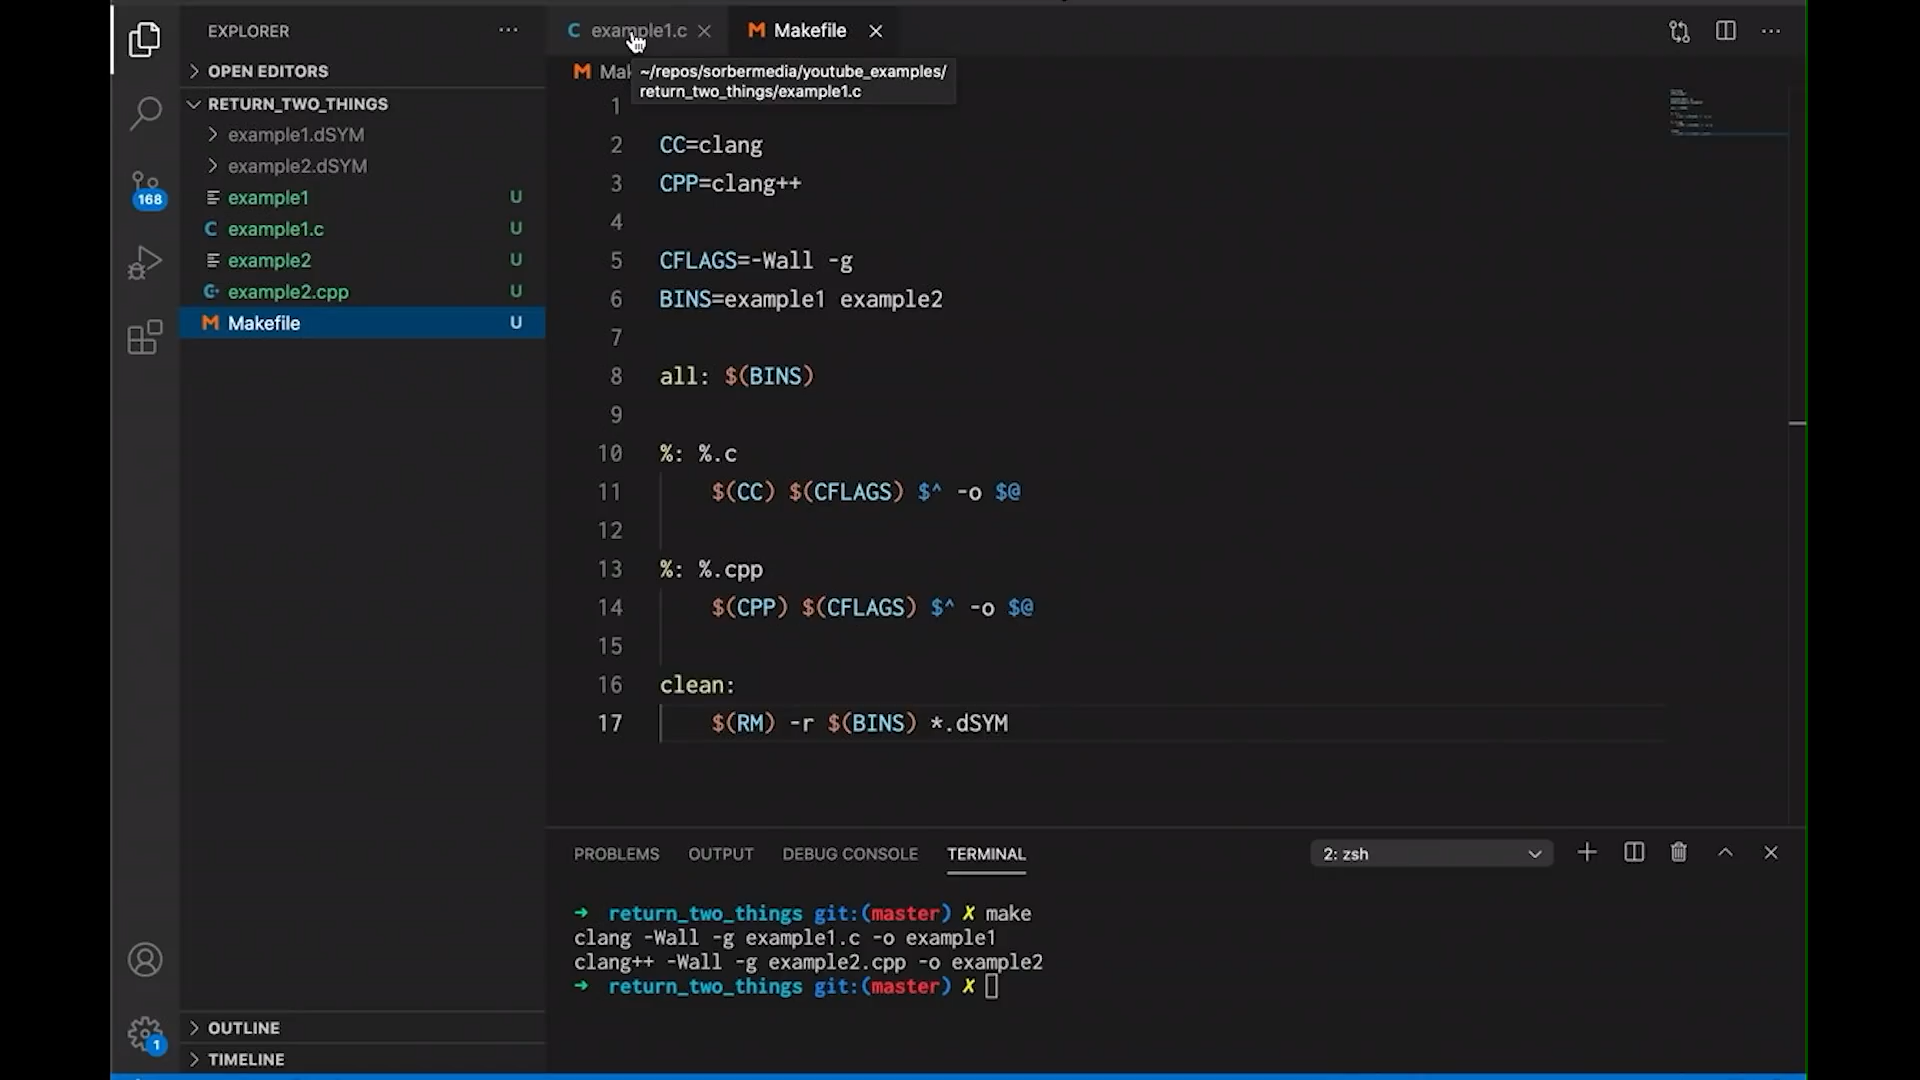 EXPLORER
···
OPEN EDITORS
RETURN_TWO_THINGS
example1.dSYM
example2.dSYM
example1 U
example1.c U
example2 U
example2.cpp U
Makefile U
168
OUTLINE
1
TIMELINE
C example1.c
M Makefile
M Mak
~/repos/sorbermedia/youtube_examples/
return_two_things/example1.c
1
2 CC=clang
3 CPP=clang++
4
5 CFLAGS=-Wall -g
6 BINS=example1 example2
7
8 all: $(BINS)
9
10 %: %.c
11 $(CC) $(CFLAGS) $^ -o $@
12
13 %: %.cpp
14 $(CPP) $(CFLAGS) $^ -o $@
15
16 clean:
17 $(RM) -r $(BINS) *.dSYM
PROBLEMS OUTPUT DEBUG CONSOLE TERMINAL 2: zsh
➜ return_two_things git:(master) ✗ make
clang -Wall -g example1.c -o example1
clang++ -Wall -g example2.cpp -o example2
➜ return_two_things git:(master) ✗